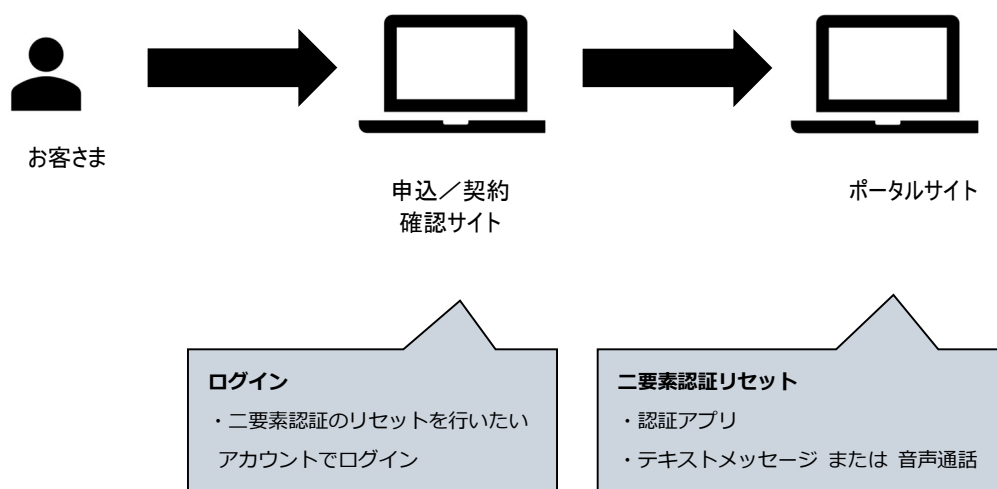 お客さま
申込／契約
確認サイト
ポータルサイト
ログイン
・二要素認証のリセットを行いたい
アカウントでログイン
二要素認証リセット
・認証アプリ
・テキストメッセージ または 音声通話